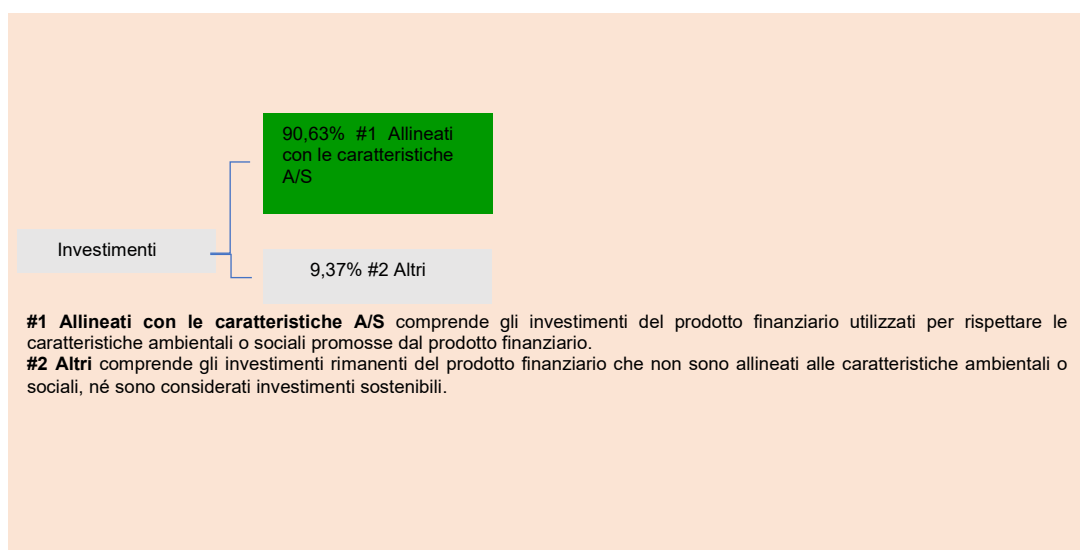 90,63% #1 Allineati
con le caratteristiche
A/S
Investimenti
9,37% #2 Altri
#1 Allineati con le caratteristiche A/S comprende gli investimenti del prodotto finanziario utilizzati per rispettare le
caratteristiche ambientali o sociali promosse dal prodotto finanziario.
#2 Altri comprende gli investimenti rimanenti del prodotto finanziario che non sono allineati alle caratteristiche ambientali o
sociali, né sono considerati investimenti sostenibili.